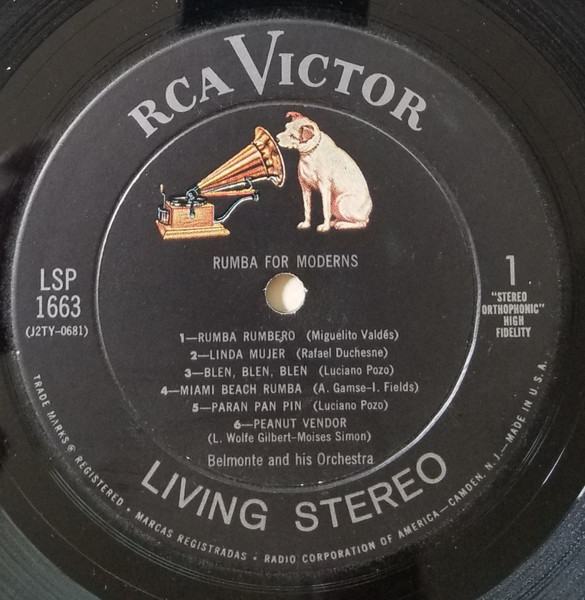 RCA VICTOR
RUMBA FOR MODERNS
LSP
1663
(J2TY-0681)
1
"STEREO
ORTHOPHONIC"
HIGH
FIDELITY
1—RUMBA RUMBERO (Miguelito Valdés)
2—LINDA MUJER (Rafael Duchesne)
3—BLEN, BLEN, BLEN (Luciano Pozo)
4—MIAMI BEACH RUMBA (A. Gamse-I. Fields)
5—PARAN PAN PIN (Luciano Pozo)
6—PEANUT VENDOR
(L. Wolfe Gilbert-Moises Simon)
Belmonte and his Orchestra
LIVING STEREO
TRADE MARKS ® REGISTERED • MARCAS REGISTRADAS • RADIO CORPORATION OF AMERICA—CAMDEN, N. J.—MADE IN U. S. A.